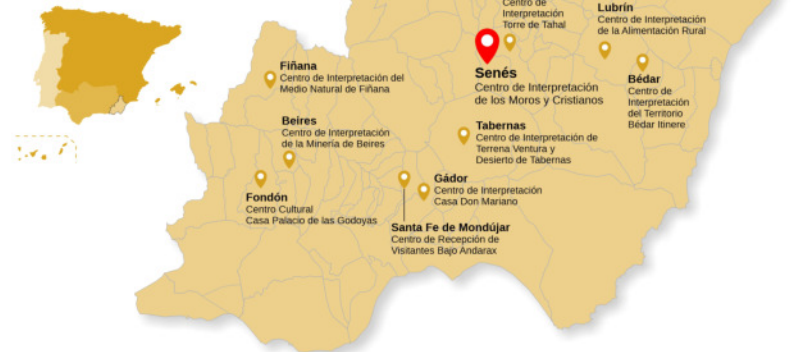 Centro de
Interpretación
Torre de Tahal
Lubrín
Centro de Interpretación
de la Alimentación Rural
Fiñana
Centro de Interpretación del
Medio Natural de Fiñana
Senés
Centro de Interpretación
de los Moros y Cristianos
Bédar
Centro de
Interpretación
del Territorio
Bédar Itinere
Beires
Centro de Interpretación
de la Minería de Beires
Tabernas
Centro de Interpretación de
Terrena Ventura y
Desierto de Tabernas
Gádor
Centro de Interpretación
Casa Don Mariano
Fondón
Centro Cultural
Casa Palacio de las Godoyas
Santa Fe de Mondújar
Centro de Recepción de
Visitantes Bajo Andarax